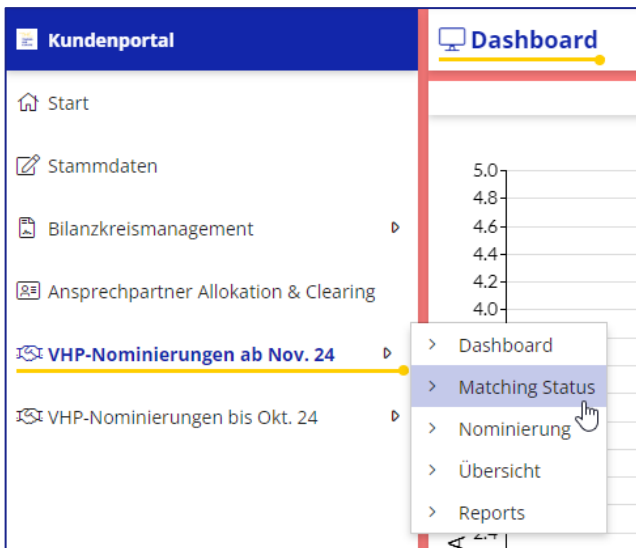 Kundenportal
Dashboard
Start
Stammdaten
Bilanzkreismanagement
Ansprechpartner Allokation & Clearing
VHP-Nominierungen ab Nov. 24
VHP-Nominierungen bis Okt. 24
5.0
4.8
4.6
4.4
4.2
4.0
Dashboard
Matching Status
Nominierung
Übersicht
Reports